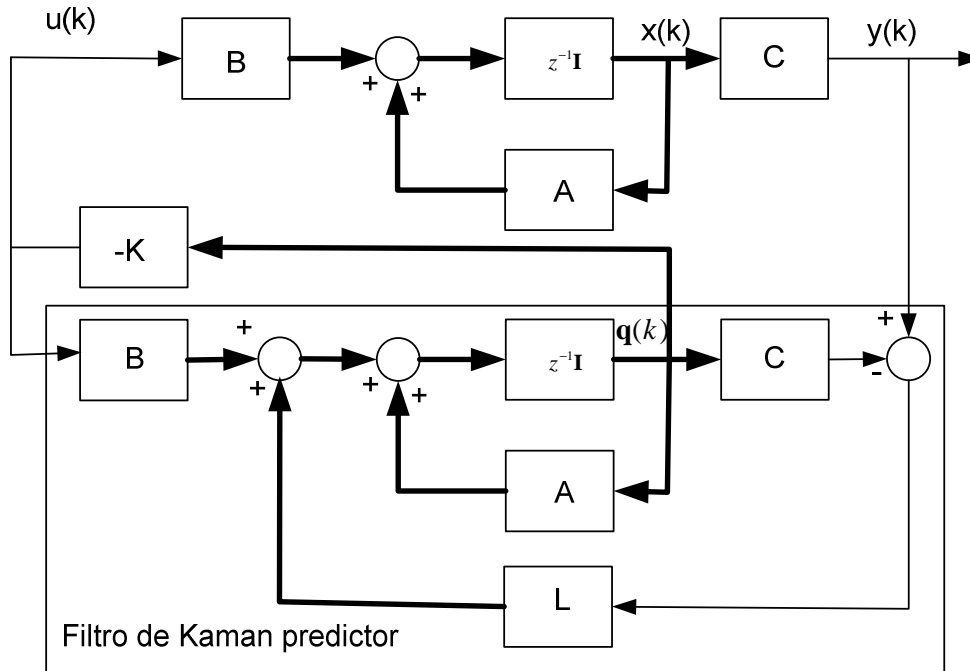 u(k)
x(k)
y(k)
B
z⁻¹I
C
+
+
A
-K
B
+
+
+
+
z⁻¹I
q(k)
C
+
-
A
L
Filtro de Kaman predictor